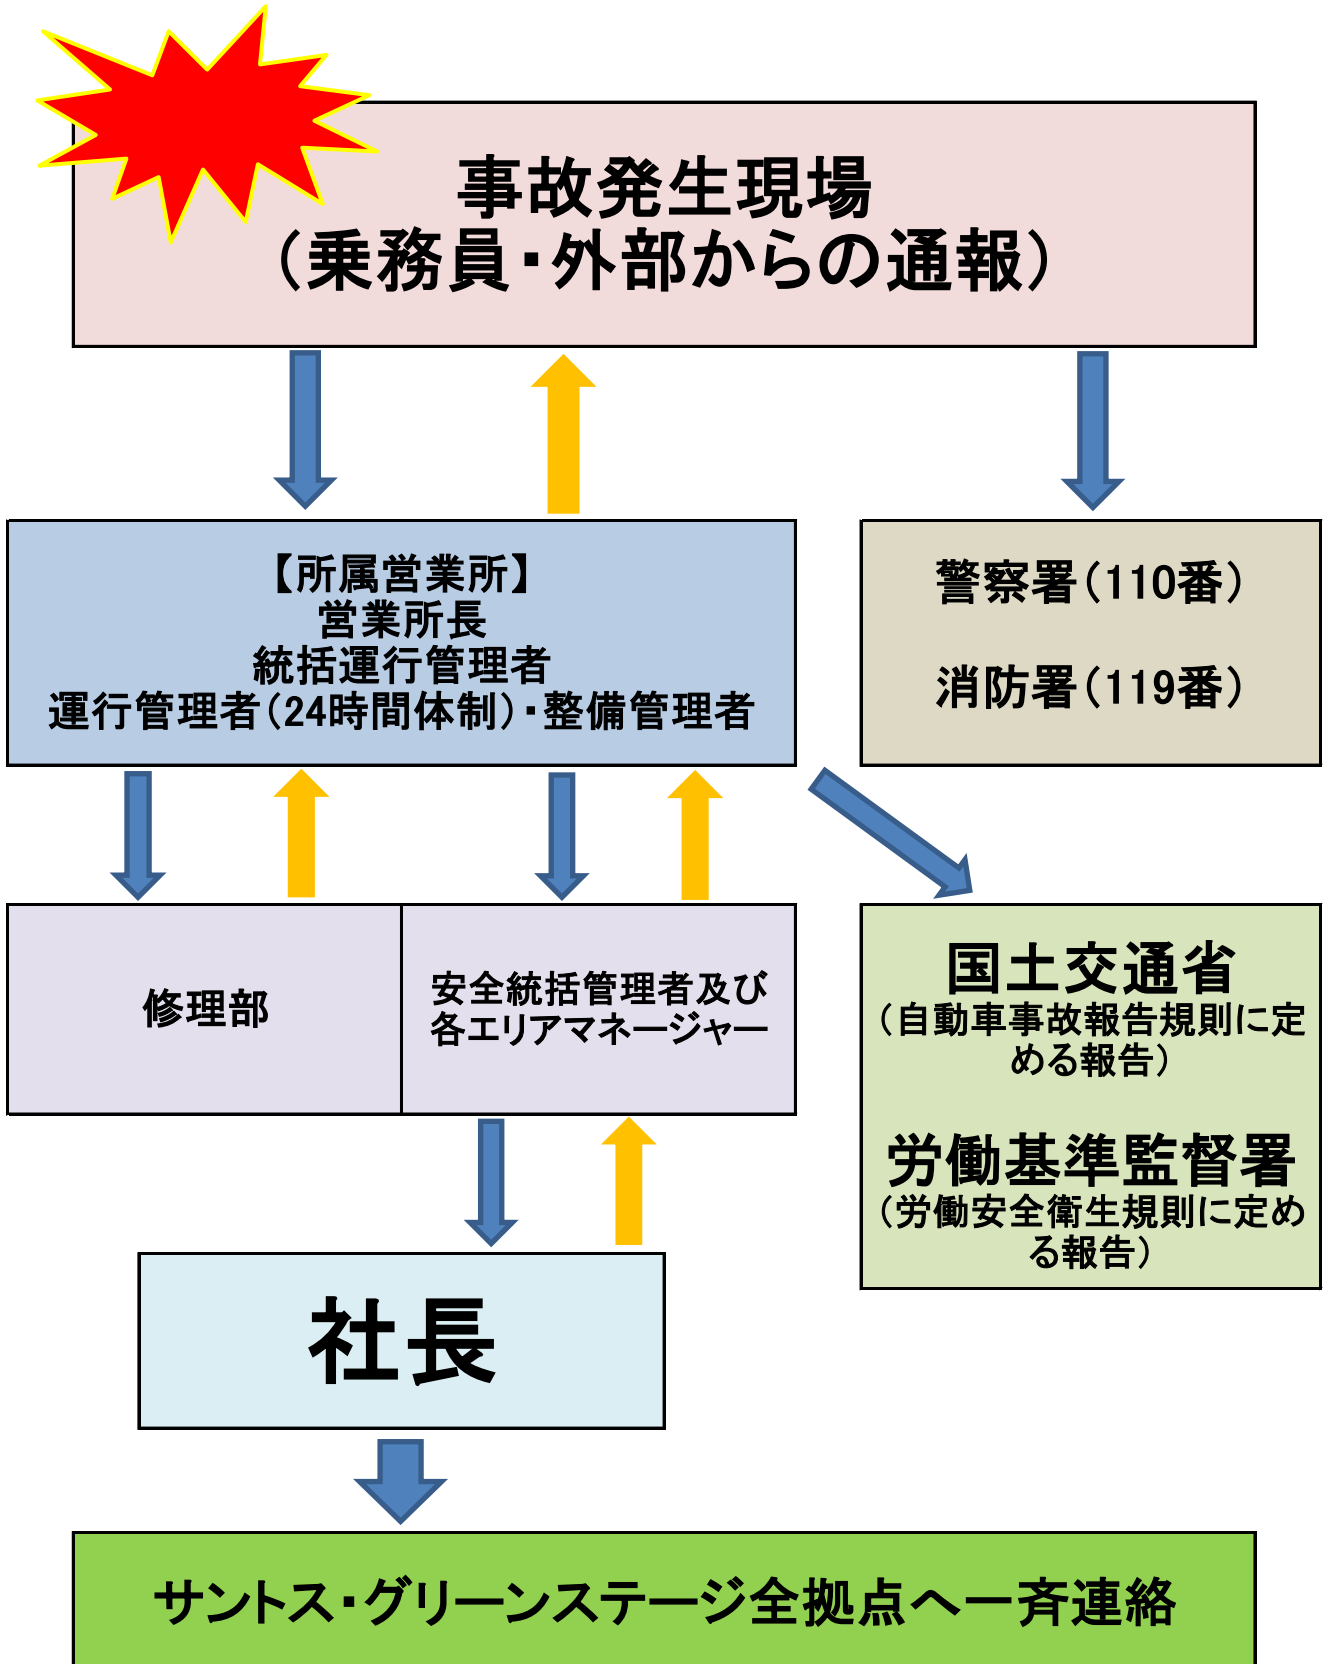 事故発生現場
（乗務員・外部からの通報）
【所属営業所】
営業所長
統括運行管理者
運行管理者（24時間体制）・整備管理者
警察署（110番）
消防署（119番）
修理部
安全統括管理者及び
各エリアマネージャー
国土交通省
（自動車事故報告規則に定
める報告）
労働基準監督署
（労働安全衛生規則に定め
る報告）
社長
サントス・グリーンステージ全拠点へ一斉連絡